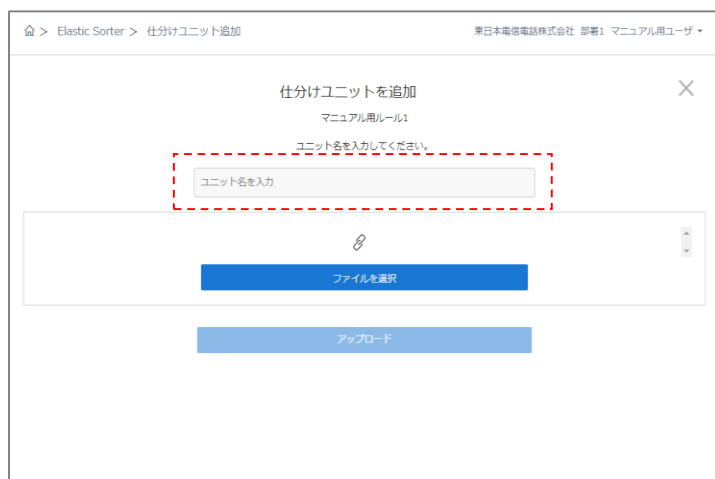 > Elastic Sorter > 仕分けユニット追加
東日本電信電話株式会社 部署1 マニュアル用ユーザ
仕分けユニットを追加
マニュアル用ルール1
ユニット名を入力してください。
ユニット名を入力
ファイルを選択
アップロード